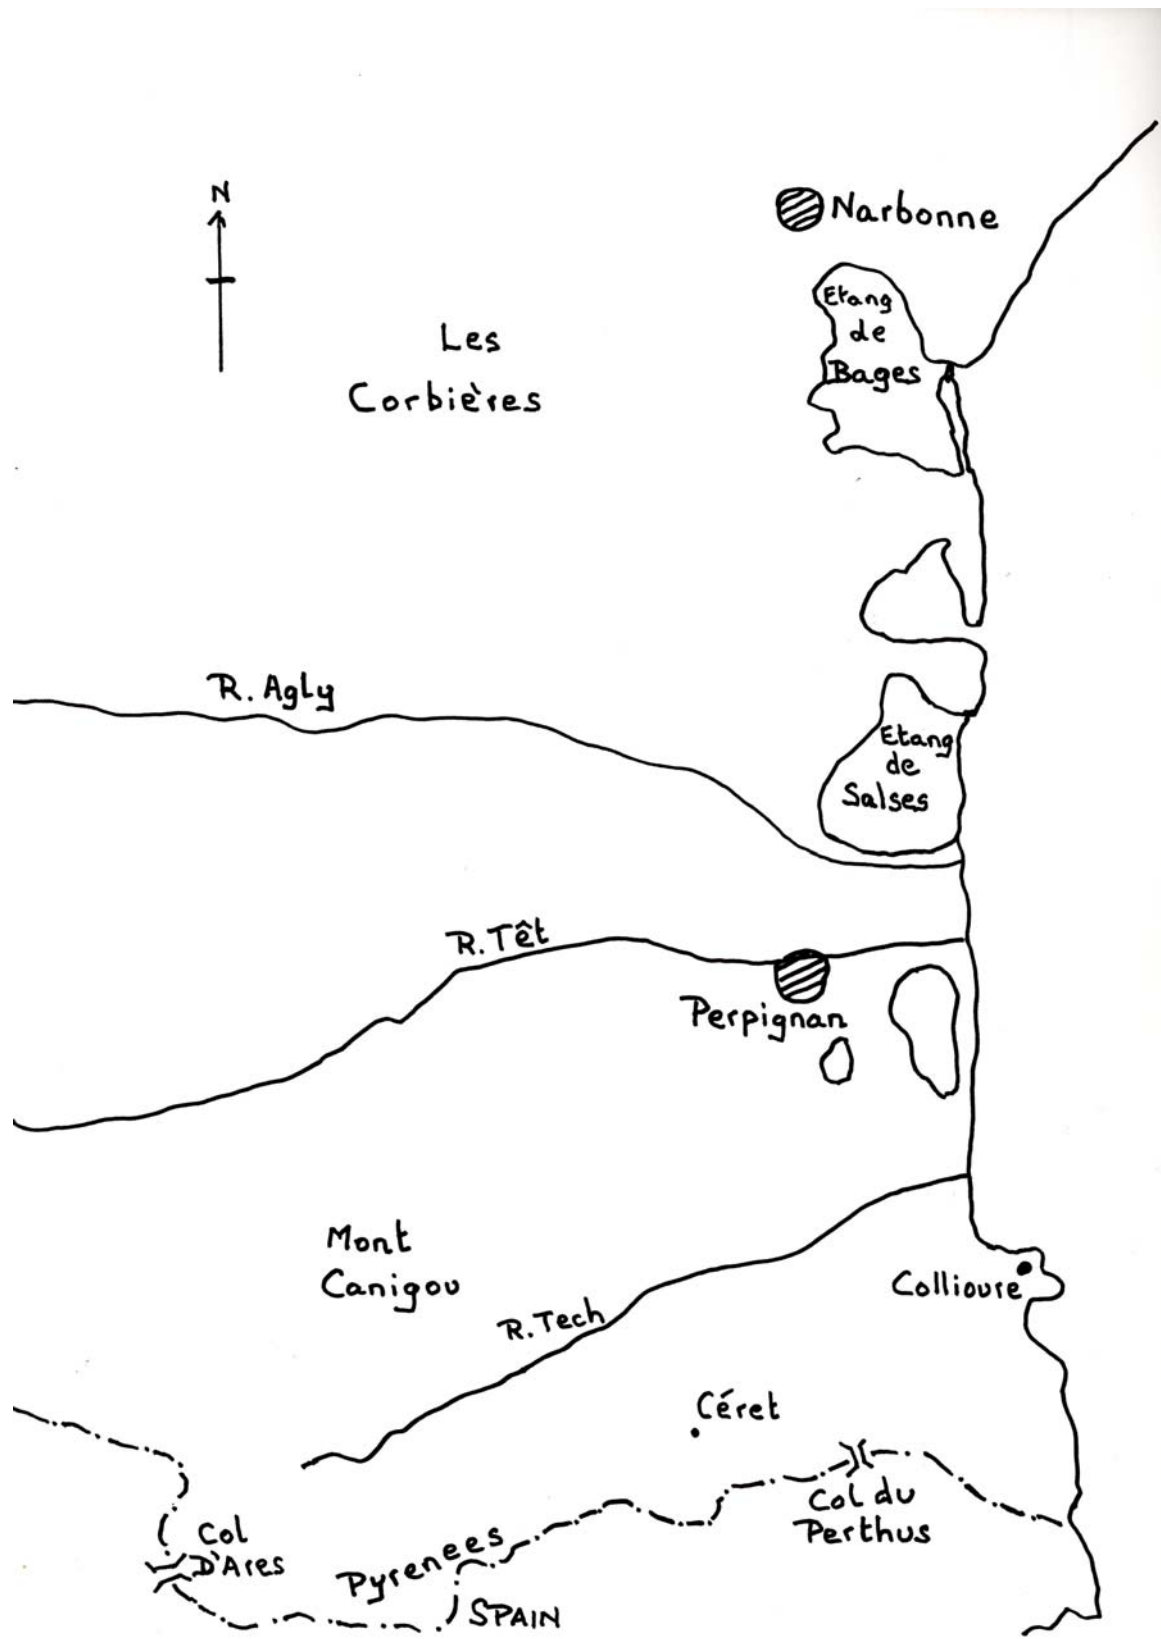 N
Narbonne
Etang
de
Bages
Les
Corbières
R. Agly
Etang
de
Salses
R. Têt
Perpignan
Mont
Canigou
Collioure
R. Tech
Céret
Col du
Perthus
Col
D'Ares
Pyrenees
SPAIN